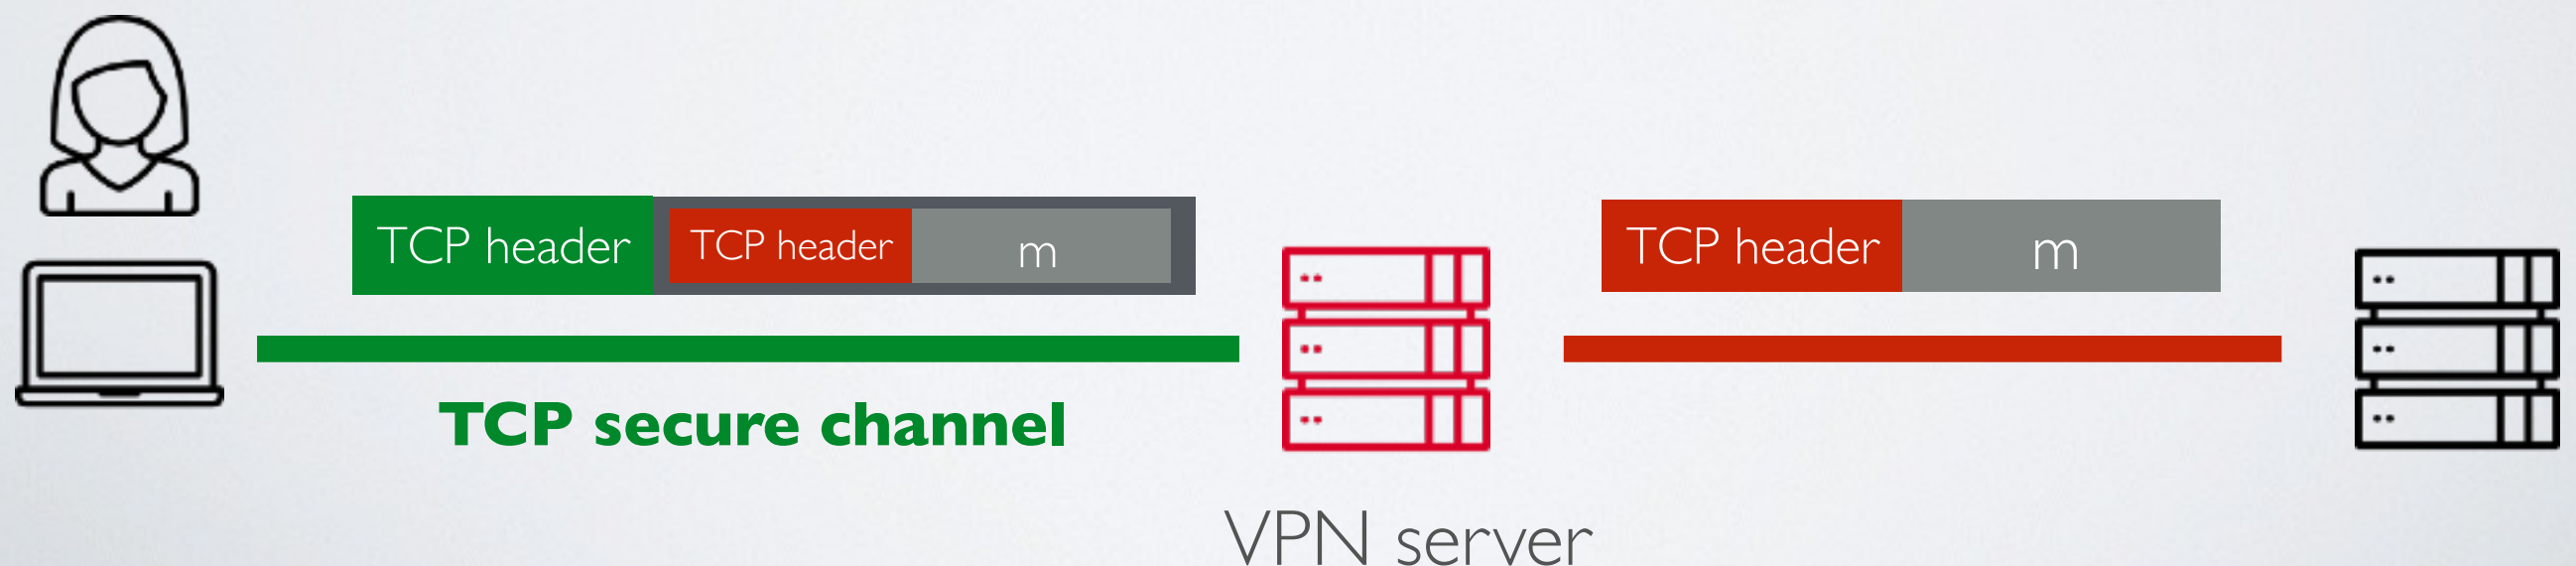 TCP header TCP header m TCP header m
TCP secure channel
VPN server